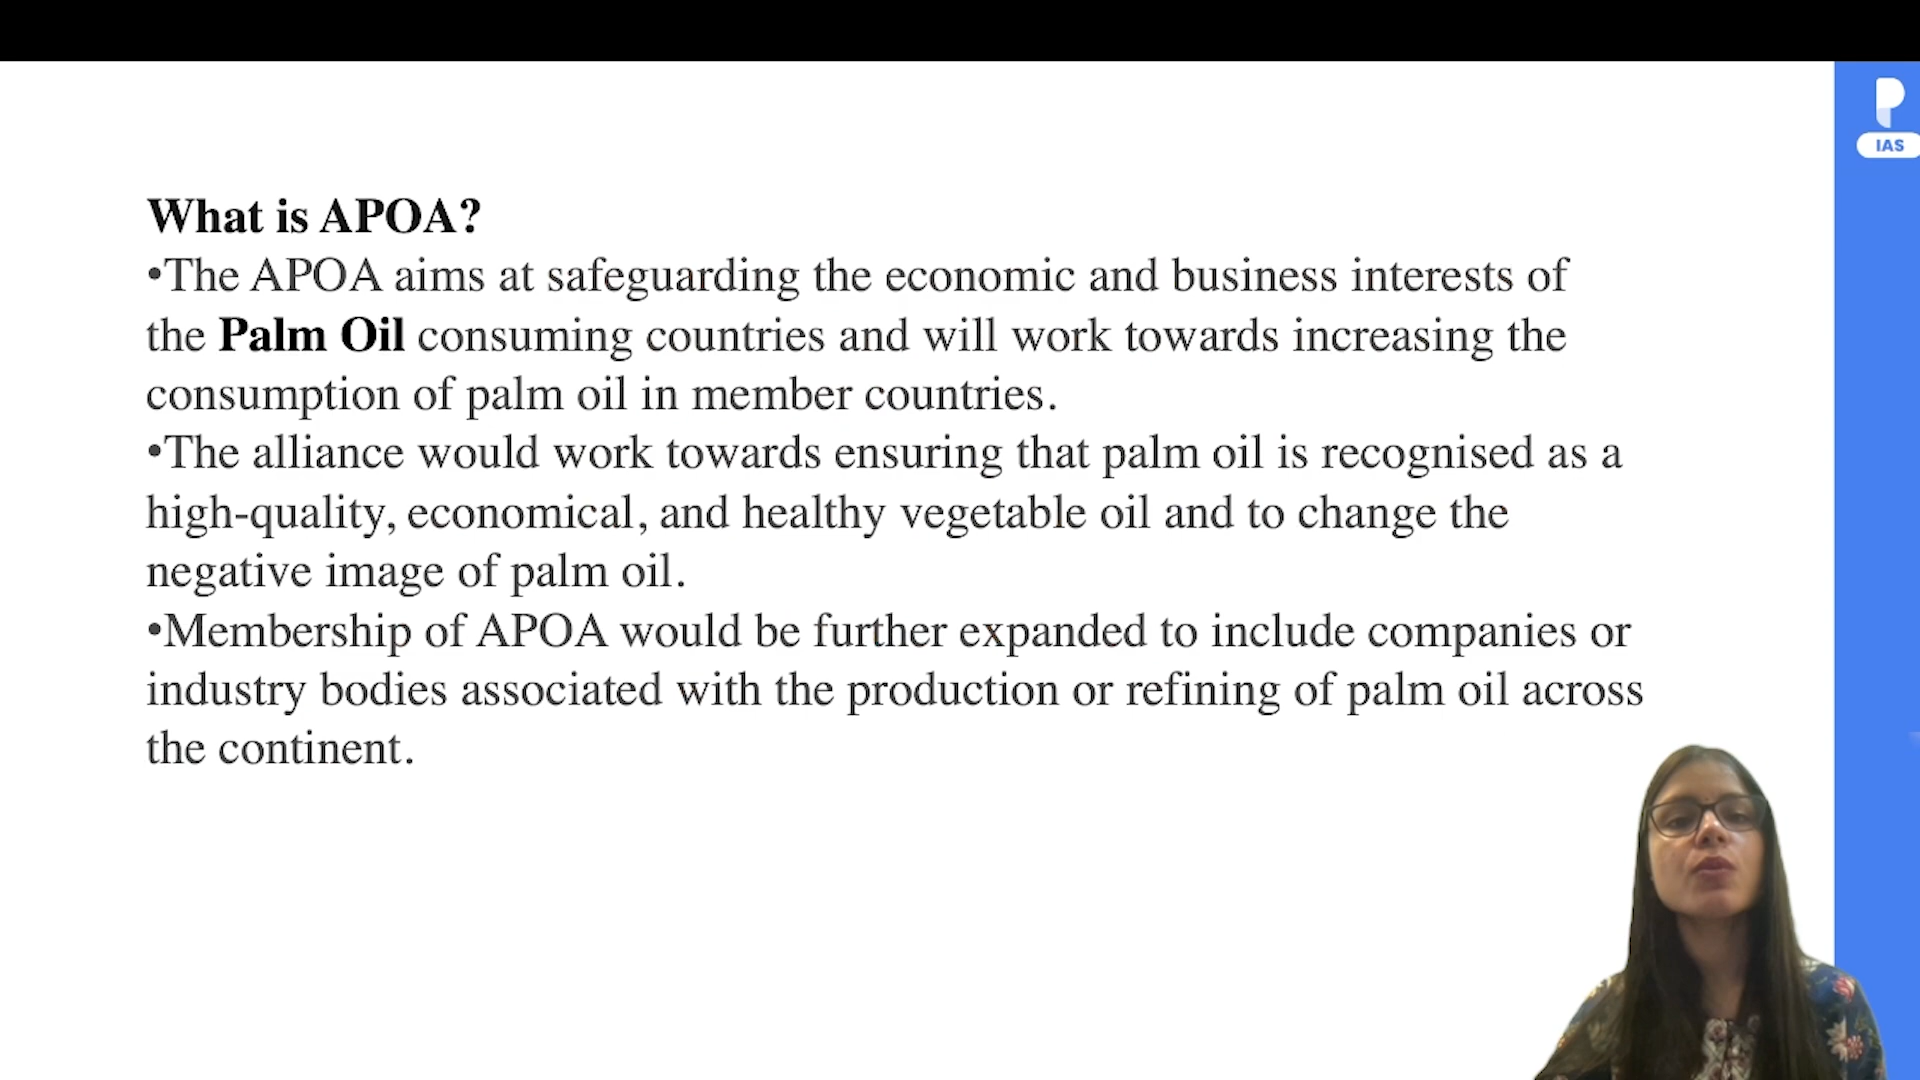 What is APOA?
•The APOA aims at safeguarding the economic and business interests of
the Palm Oil consuming countries and will work towards increasing the
consumption of palm oil in member countries.
•The alliance would work towards ensuring that palm oil is recognised as a
high-quality, economical, and healthy vegetable oil and to change the
negative image of palm oil.
•Membership of APOA would be further expanded to include companies or
industry bodies associated with the production or refining of palm oil across
the continent.
P
IAS